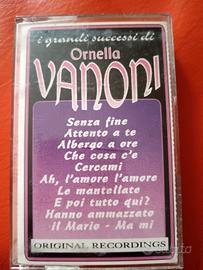 i grandi successi di
Ornella
VANONI
Senza fine
Attento a te
Albergo a ore
Che cosa c'e
Cercami
Ah, l'amore l'amore
Le mantellate
E poi tutto qui?
Hanno ammazzato
il Mario - Ma mi
ORIGINAL RECORDINGS
subito